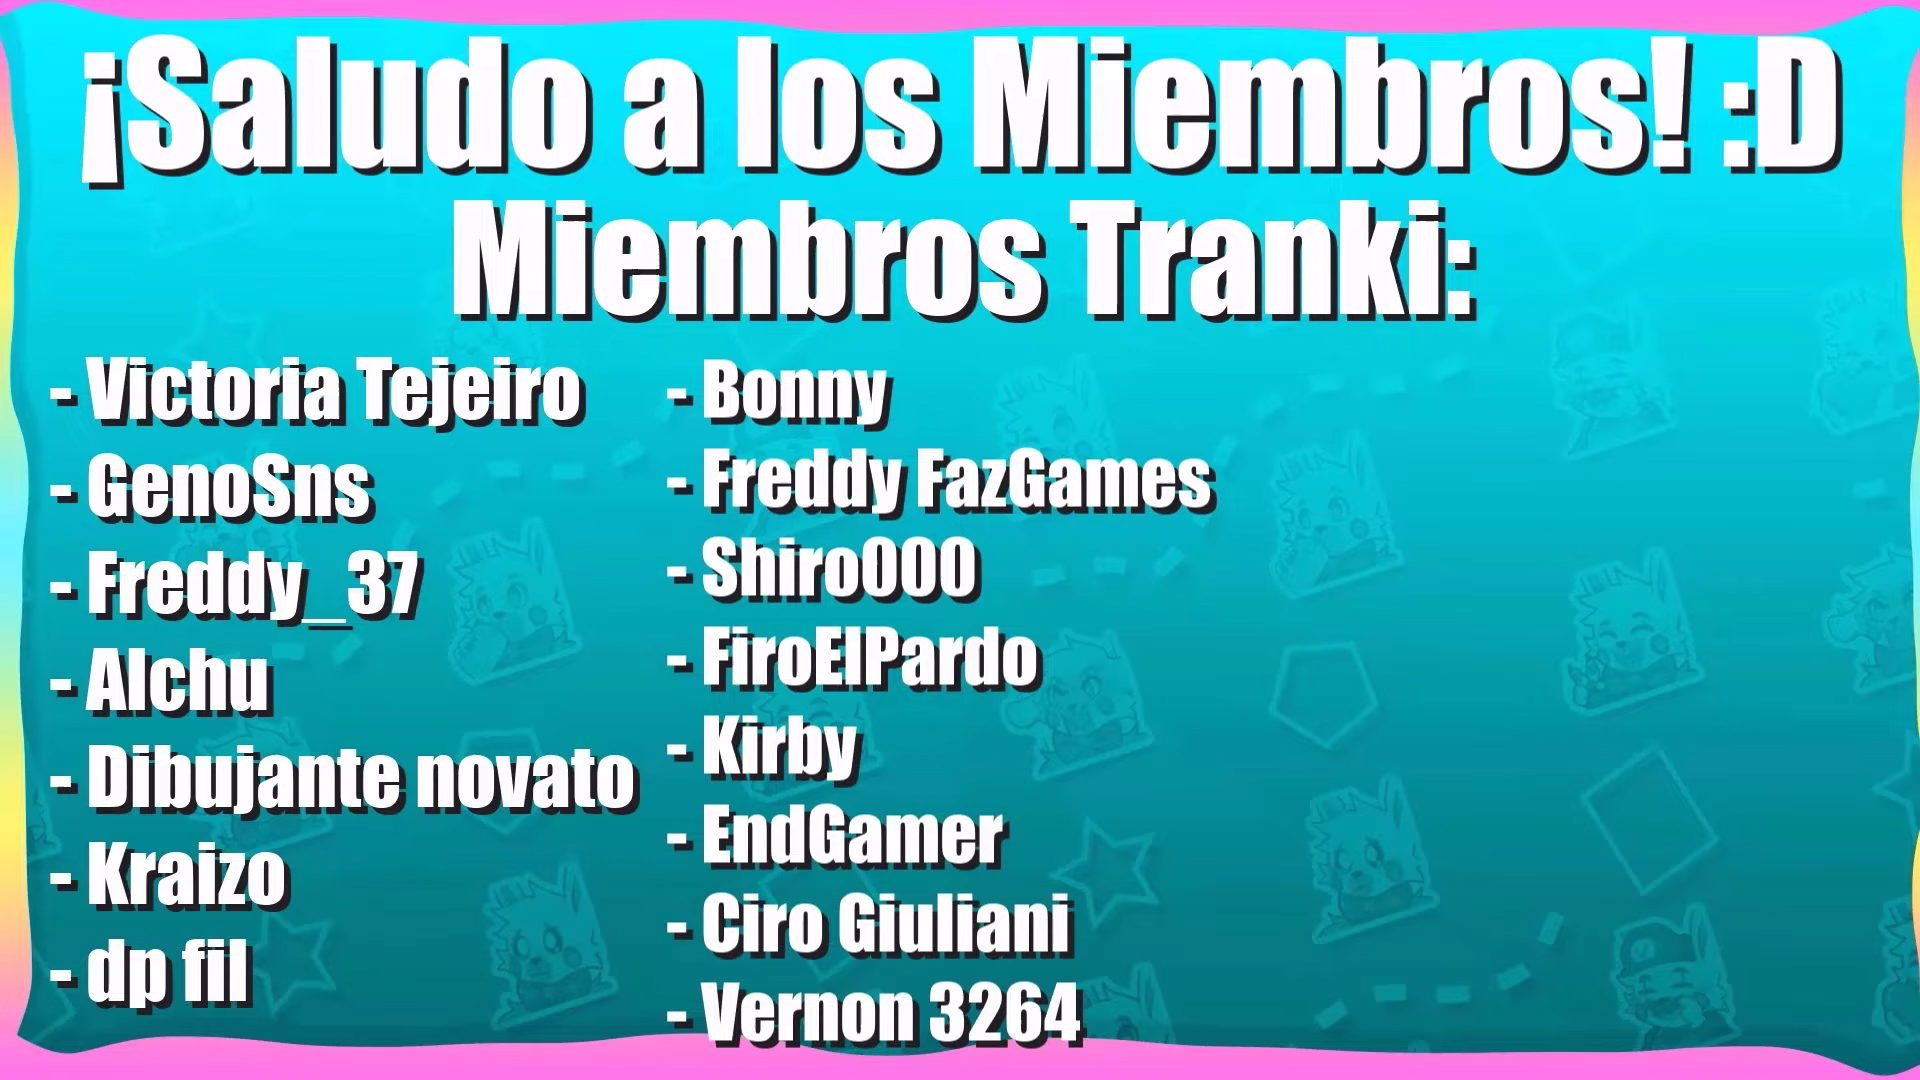 ¡Saludo a los Miembros! :D
Miembros Tranki:
- Victoria Tejeiro
- GenoSns
- Freddy_37
- Alchu
- Dibujante novato
- Kraizo
- dp fil
- Bonny
- Freddy FazGames
- Shiro000
- FiroElPardo
- Kirby
- EndGamer
- Ciro Giuliani
- Vernon 3264